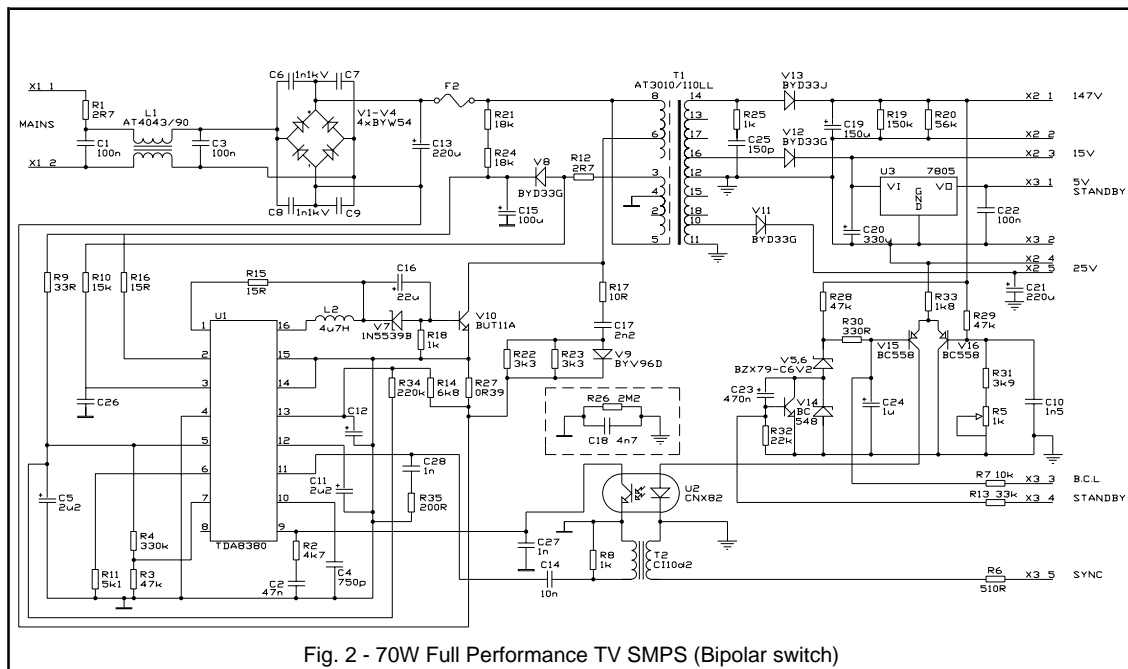 X1 1
R1
2R7
MAINS
X1 2
C1
100n
L1
AT4043/90
C3
100n
C6
1n1kV
C7
V1-V4
4xBYW54
C8
1n1kV
C9
F2
C13
220u
R21
18k
R24
18k
V8
BYD33G
R12
2R7
C15
100u
T1
AT3010/110LL
8
6
3
4
2
5
14
13
17
16
12
15
18
10
11
R25
1k
C25
150p
V13
BYD33J
V12
BYD33G
V11
BYD33G
C19
150u
R19
150k
R20
56k
X2 1
147V
X2 2
X2 3
15V
U3
7805
VI
VO
GND
C20
330u
C22
100n
X3 1
5V
STANDBY
X3 2
X2 4
X2 5
25V
C21
220u
R9
33R
R10
15k
R16
15R
R15
15R
C16
22u
L2
4u7H
V7
1N5539B
R18
1k
V10
BUT11A
R17
10R
C17
2n2
R22
3k3
R23
3k3
V9
BYV96D
U1
1
2
3
4
5
6
7
8
16
15
14
13
12
11
10
9
TDA8380
C26
C5
2u2
R4
330k
R11
5k1
R3
47k
R2
4k7
C2
47n
C4
750p
C12
C11
2u2
R34
220k
R14
6k8
R27
0R39
C28
1n
R35
200R
R26 2M2
C18 4n7
U2
CNX82
C27
1n
C14
10n
R8
1k
T2
CI10d2
R28
47k
R30
330R
R33
1k8
R29
47k
V15
BC558
V16
BC558
V5,6
BZX79-C6V2
C23
470n
V14
BC
548
R32
22k
C24
1u
R31
3k9
R5
1k
C10
1n5
R7 10k
X3 3
B.C.L
R13 33k
X3 4
STANDBY
R6
510R
X3 5
SYNC
Fig. 2 - 70W Full Performance TV SMPS (Bipolar switch)